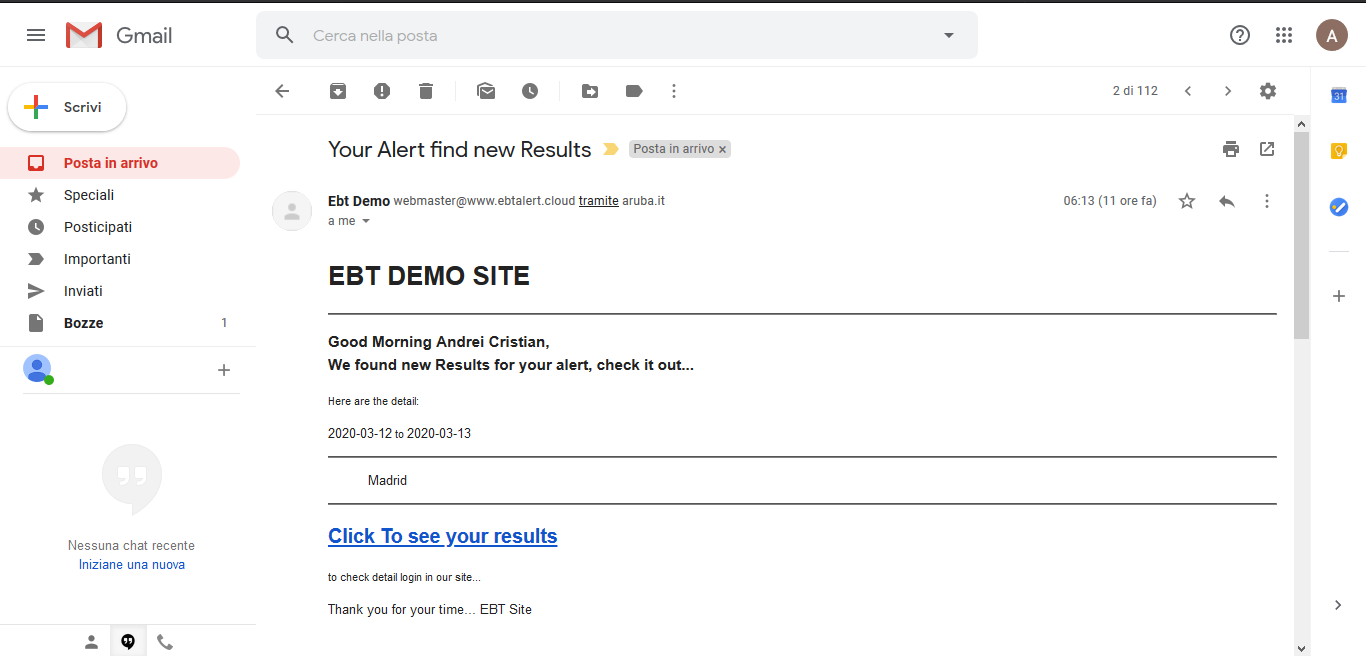 Gmail
Cerca nella posta
A
Scrivi
2 di 112
31
Posta in arrivo
Speciali
Posticipati
Importanti
Inviati
Bozze 1
Nessuna chat recente
Iniziane una nuova
Your Alert find new Results Posta in arrivo ×
Ebt Demo webmaster@www.ebtalert.cloud tramite aruba.it 06:13 (11 ore fa)
a me
EBT DEMO SITE
Good Morning Andrei Cristian,
We found new Results for your alert, check it out...
Here are the detail:
2020-03-12 to 2020-03-13
Madrid
Click To see your results
to check detail login in our site...
Thank you for your time... EBT Site